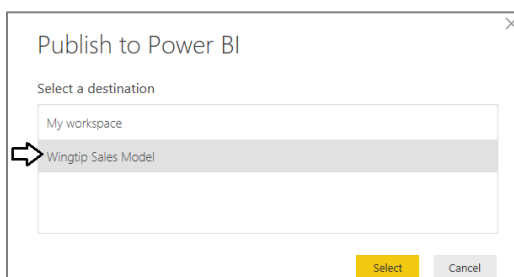 Publish to Power BI
Select a destination
My workspace
Wingtip Sales Model
Select Cancel